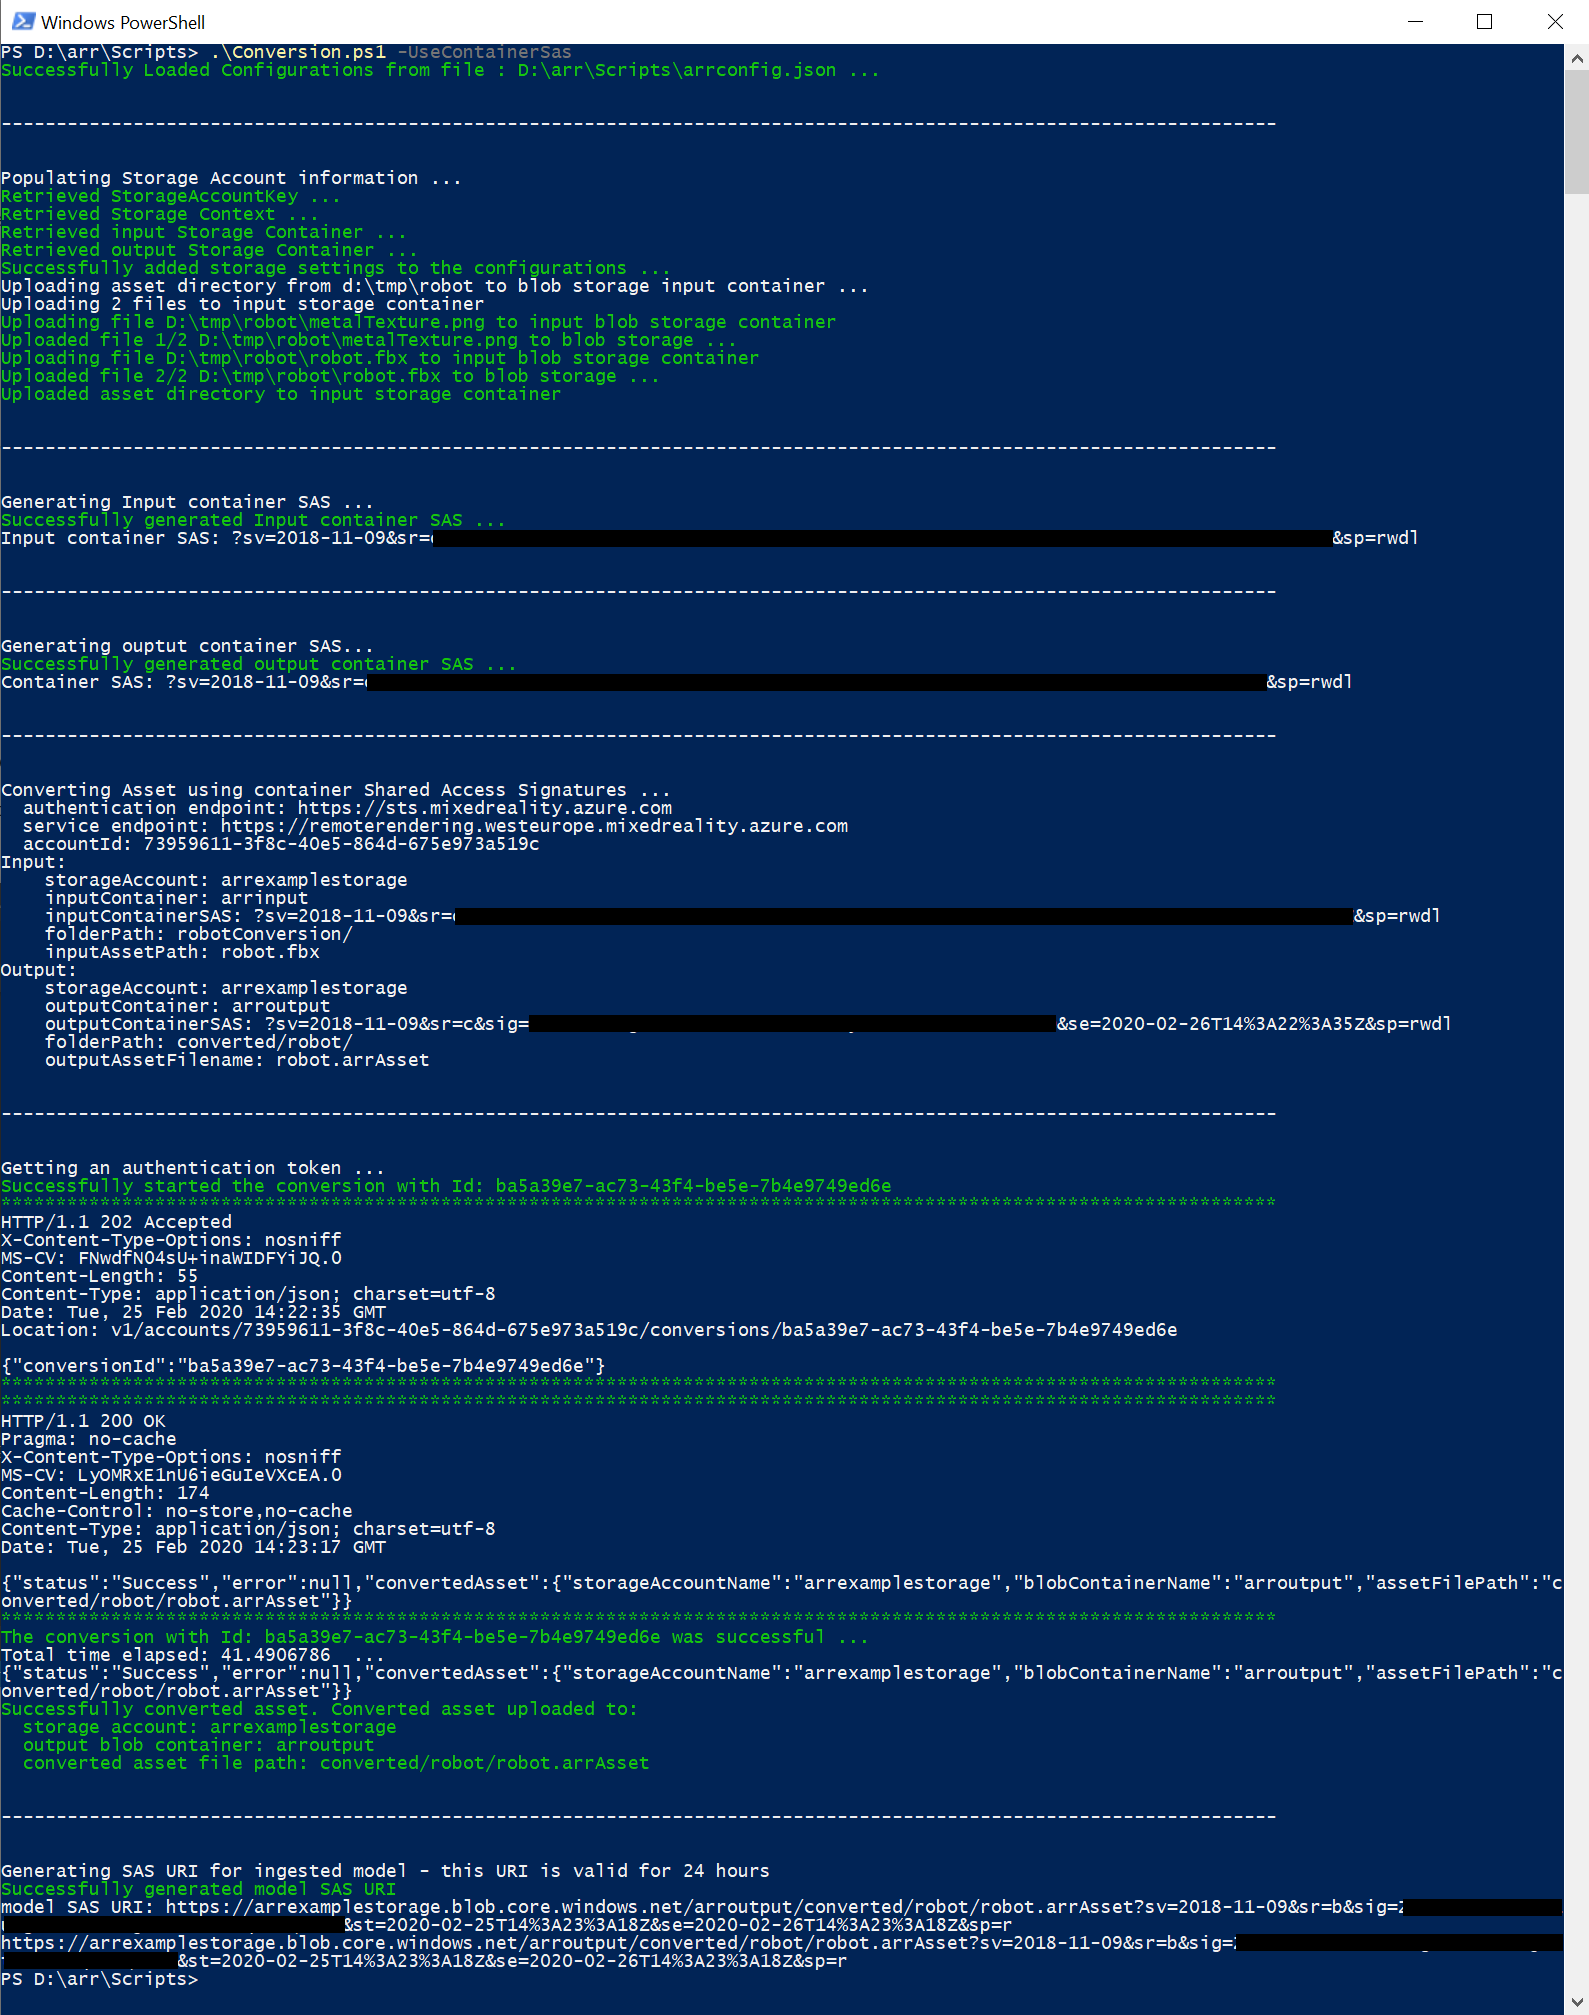 Windows PowerShell
PS D:\arr\Scripts> .\Conversion.ps1 -UseContainerSas
Successfully Loaded Configurations from file : D:\arr\Scripts\arrconfig.json ...
--------------------------------------------------------------------------------------------------------------------
Populating Storage Account information ...
Retrieved StorageAccountKey ...
Retrieved Storage Context ...
Retrieved input Storage Container ...
Retrieved output Storage Container ...
Successfully added storage settings to the configurations ...
Uploading asset directory from d:\tmp\robot to blob storage input container ...
Uploading 2 files to input storage container
Uploading file D:\tmp\robot\metalTexture.png to input blob storage container
Uploaded file 1/2 D:\tmp\robot\metalTexture.png to blob storage ...
Uploading file D:\tmp\robot\robot.fbx to input blob storage container
Uploaded file 2/2 D:\tmp\robot\robot.fbx to blob storage ...
Uploaded asset directory to input storage container
--------------------------------------------------------------------------------------------------------------------
Generating Input container SAS ...
Successfully generated Input container SAS ...
Input container SAS: ?sv=2018-11-09&sr= &sp=rwdl
--------------------------------------------------------------------------------------------------------------------
Generating ouptut container SAS...
Successfully generated output container SAS ...
Container SAS: ?sv=2018-11-09&sr= &sp=rwdl
--------------------------------------------------------------------------------------------------------------------
Converting Asset using container Shared Access Signatures ...
authentication endpoint: https://sts.mixedreality.azure.com
service endpoint: https://remoterendering.westeurope.mixedreality.azure.com
accountId: 73959611-3f8c-40e5-864d-675e973a519c
Input:
storageAccount: arrexamplestorage
inputContainer: arrinput
inputContainerSAS: ?sv=2018-11-09&sr= &sp=rwdl
folderPath: robotConversion/
inputAssetPath: robot.fbx
Output:
storageAccount: arrexamplestorage
outputContainer: arroutput
outputContainerSAS: ?sv=2018-11-09&sr=c&sig= &se=2020-02-26T14%3A22%3A35Z&sp=rwdl
folderPath: converted/robot/
outputAssetFilename: robot.arrAsset
--------------------------------------------------------------------------------------------------------------------
Getting an authentication token ...
Successfully started the conversion with Id: ba5a39e7-ac73-43f4-be5e-7b4e9749ed6e
********************************************************************************************************************
HTTP/1.1 202 Accepted
X-Content-Type-Options: nosniff
MS-CV: FNwdfNO4sU+inaWIDFYiJQ.0
Content-Length: 55
Content-Type: application/json; charset=utf-8
Date: Tue, 25 Feb 2020 14:22:35 GMT
Location: v1/accounts/73959611-3f8c-40e5-864d-675e973a519c/conversions/ba5a39e7-ac73-43f4-be5e-7b4e9749ed6e
{"conversionId":"ba5a39e7-ac73-43f4-be5e-7b4e9749ed6e"}
********************************************************************************************************************
********************************************************************************************************************
HTTP/1.1 200 OK
Pragma: no-cache
X-Content-Type-Options: nosniff
MS-CV: LyOMRxE1nU6ieGuIeVXcEA.0
Content-Length: 174
Cache-Control: no-store,no-cache
Content-Type: application/json; charset=utf-8
Date: Tue, 25 Feb 2020 14:23:17 GMT
{"status":"Success","error":null,"convertedAsset":{"storageAccountName":"arrexamplestorage","blobContainerName":"arroutput","assetFilePath":"c
onverted/robot/robot.arrAsset"}}
********************************************************************************************************************
The conversion with Id: ba5a39e7-ac73-43f4-be5e-7b4e9749ed6e was successful ...
Total time elapsed: 41.4906786  ...
{"status":"Success","error":null,"convertedAsset":{"storageAccountName":"arrexamplestorage","blobContainerName":"arroutput","assetFilePath":"c
onverted/robot/robot.arrAsset"}}
Successfully converted asset. Converted asset uploaded to:
storage account: arrexamplestorage
output blob container: arroutput
converted asset file path: converted/robot/robot.arrAsset
--------------------------------------------------------------------------------------------------------------------
Generating SAS URI for ingested model - this URI is valid for 24 hours
Successfully generated model SAS URI
model SAS URI: https://arrexamplestorage.blob.core.windows.net/arroutput/converted/robot/robot.arrAsset?sv=2018-11-09&sr=b&sig=
&st=2020-02-25T14%3A23%3A18Z&se=2020-02-26T14%3A23%3A18Z&sp=r
https://arrexamplestorage.blob.core.windows.net/arroutput/converted/robot/robot.arrAsset?sv=2018-11-09&sr=b&sig=
&st=2020-02-25T14%3A23%3A18Z&se=2020-02-26T14%3A23%3A18Z&sp=r
PS D:\arr\Scripts>